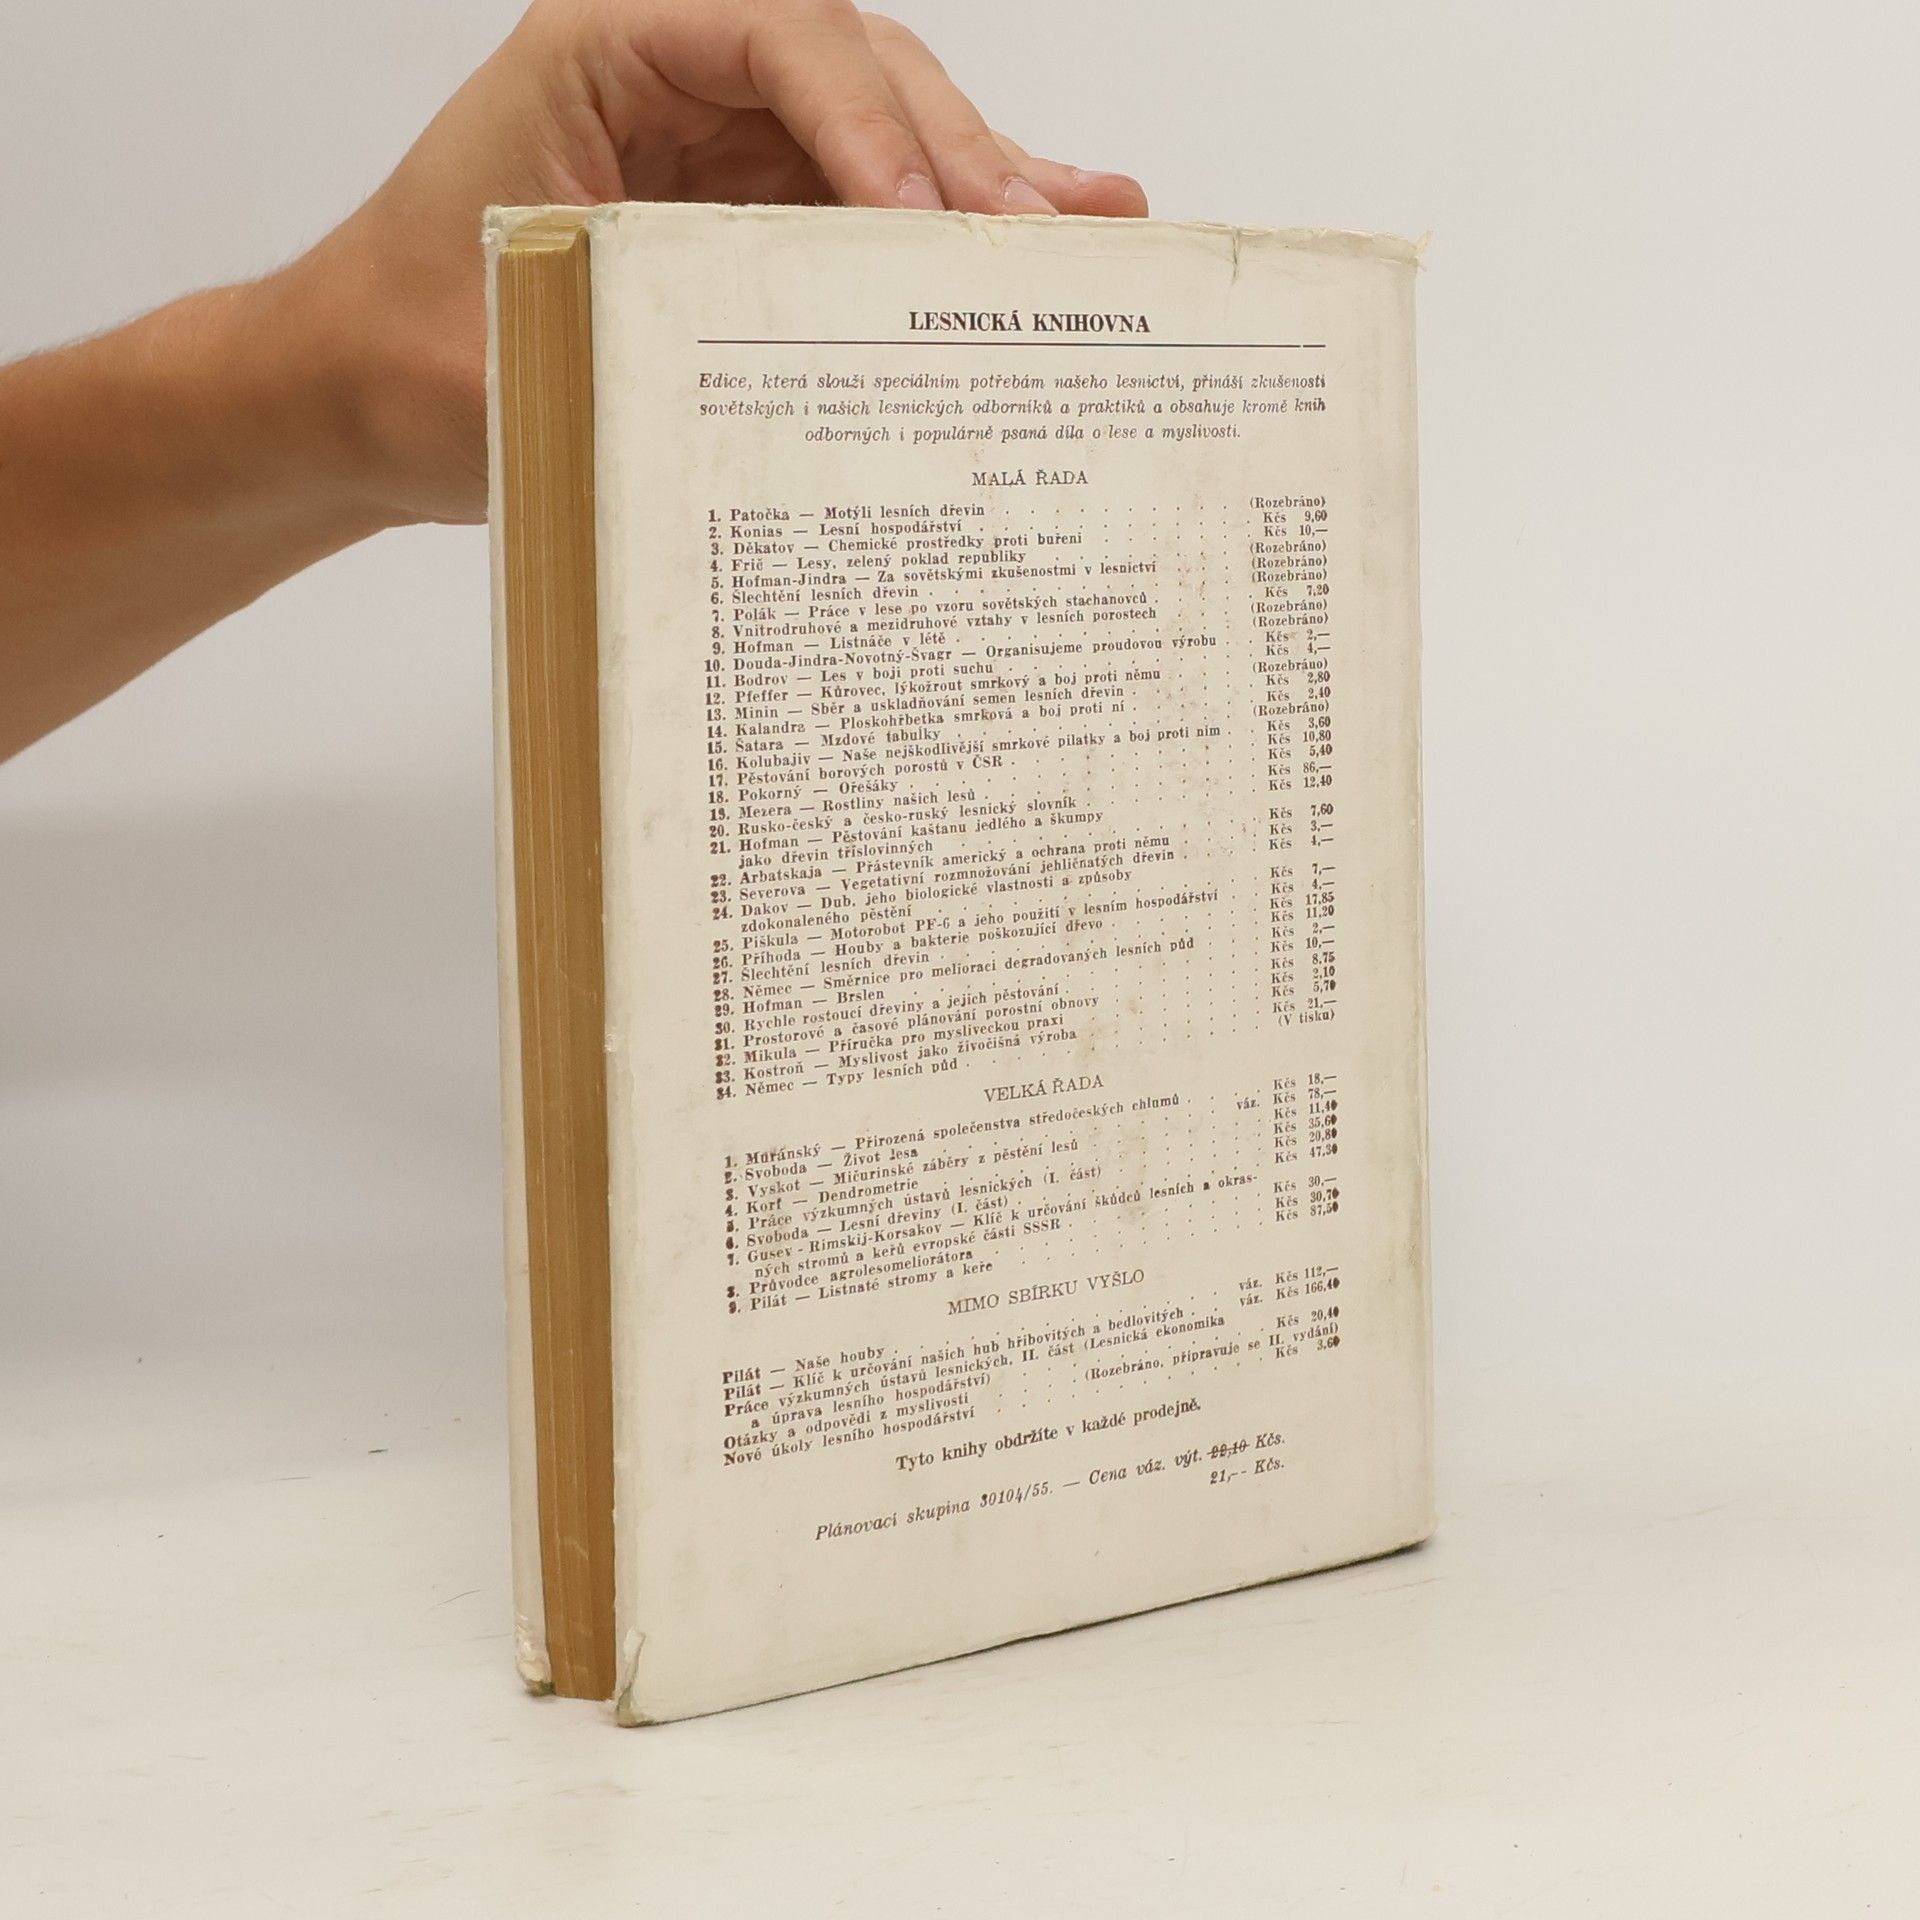 LESNICKÁ KNIHOVNA
Edice, která slouží speciálním potřebám našeho lesnictví, přináší zkušenosti
sovětských i našich lesnických odborníků a praktiků a obsahuje kromě knih
odborných i populárně psaná díla o lese a myslivosti.
MALÁ ŘADA
1. Patočka — Motýli lesních dřevin . . . . . . . . . (Rozebráno)
2. Konias — Lesní hospodářství . . . . . . . . . . Kčs 9,60
3. Děkatov — Chemické prostředky proti buřeni . . . . . . Kčs 10,—
4. Frič — Lesy, zelený poklad republiky . . . . . . . (Rozebráno)
5. Hofman-Jindra — Za sovětskými zkušenostmi v lesnictví . . . (Rozebráno)
6. Šlechtění lesních dřevin . . . . . . . . . . . (Rozebráno)
7. Polák — Práce v lese po vzoru sovětských stachanovců . . . . . Kčs 7,20
8. Vnitrodruhové a mezidruhové vztahy v lesních porostech . . . (Rozebráno)
9. Hofman — Listnáče v létě . . . . . . . . . . . (Rozebráno)
10. Douda-Jindra-Novotný-Švagr — Organisujeme proudovou výrobu . . Kčs 2,—
11. Bodrov — Les v boji proti suchu . . . . . . . . . . Kčs 4,—
12. Pfeffer — Kůrovec, lýkožrout smrkový a boj proti němu . . . (Rozebráno)
13. Minin — Sběr a uskladňování semen lesních dřevin . . . . . Kčs 2,80
14. Kalandra — Ploskohřbetka smrková a boj proti ní . . . . . Kčs 2,40
15. Šatara — Mzdové tabulky . . . . . . . . . . . (Rozebráno)
16. Kolubajiv — Naše nejškodlivější smrkové pilatky a boj proti nim . . Kčs 3,60
17. Pěstování borových porostů v ČSR . . . . . . . . . . Kčs 10,80
18. Pokorný — Ořešáky . . . . . . . . . . . . . Kčs 5,40
19. Mezera — Rostliny našich lesů . . . . . . . . . . . Kčs 86,—
20. Rusko-český a česko-ruský lesnický slovník . . . . . . . Kčs 12,40
21. Hofman — Pěstování kaštanu jedlého a škumpy
jako dřevin tříslovinných . . . . . . . . . . . Kčs 7,60
22. Arbatskaja — Přástevník americký a ochrana proti němu . . . . Kčs 3,—
23. Severova — Vegetativní rozmnožování jehličnatých dřevin . . . . Kčs 4,—
24. Dakov — Dub, jeho biologické vlastnosti a způsoby
zdokonaleného pěstění . . . . . . . . . . . . Kčs 7,—
25. Piškula — Motorobot PF-6 a jeho použití v lesním hospodářství . . Kčs 4,—
26. Příhoda — Houby a bakterie poškozující dřevo . . . . . . Kčs 17,85
27. Šlechtění lesních dřevin . . . . . . . . . . . . Kčs 11,20
28. Němec — Směrnice pro melioraci degradovaných lesních půd . . . Kčs 2,—
29. Hofman — Brslen . . . . . . . . . . . . . Kčs 10,—
30. Rychle rostoucí dřeviny a jejich pěstování . . . . . . . . Kčs 8,75
31. Prostorové a časové plánování porostní obnovy . . . . . . Kčs 2,10
32. Mikula — Příručka pro mysliveckou praxi . . . . . . . Kčs 5,70
33. Kostroň — Myslivost jako živočišná výroba . . . . . . . Kčs 21,—
34. Němec — Typy lesních půd . . . . . . . . . . . (V tisku)
VELKÁ ŘADA
1. Muránský — Přirozená společenstva středočeských chlumů . . . Kčs 18,—
2. Svoboda — Život lesa . . . . . . . . . . . váz. Kčs 78,—
3. Vyskot — Mičurinské záběry z pěstění lesů . . . . . . . Kčs 11,40
4. Korf — Dendrometrie . . . . . . . . . . . . Kčs 35,60
5. Práce výzkumných ústavů lesnických (I. část) . . . . . . Kčs 20,80
6. Svoboda — Lesní dřeviny (I. část) . . . . . . . . . . Kčs 47,30
7. Gusev - Rimskij-Korsakov — Klíč k určování škůdců lesních a okras-
ných stromů a keřů evropské části SSSR . . . . . . . . Kčs 30,—
8. Průvodce agrolesomeliorátora . . . . . . . . . . . Kčs 30,70
9. Pilát — Listnaté stromy a keře . . . . . . . . . . Kčs 87,50
MIMO SBÍRKU VYŠLO
Pilát — Naše houby . . . . . . . . . . . . váz. Kčs 112,—
Pilát — Klíč k určování našich hub hřibovitých a bedlovitých . . váz. Kčs 166,40
Práce výzkumných ústavů lesnických, II. část (Lesnická ekonomika
a úprava lesního hospodářství) . . . . . . . . . . Kčs 20,40
Otázky a odpovědi z myslivosti . . . . (Rozebráno, připravuje se II. vydání)
Nové úkoly lesního hospodářství . . . . . . . . . . Kčs 3,60
Tyto knihy obdržíte v každé prodejně.
Plánovací skupina 30104/55. — Cena váz. výt. 22,10 Kčs.
21,-- Kčs.